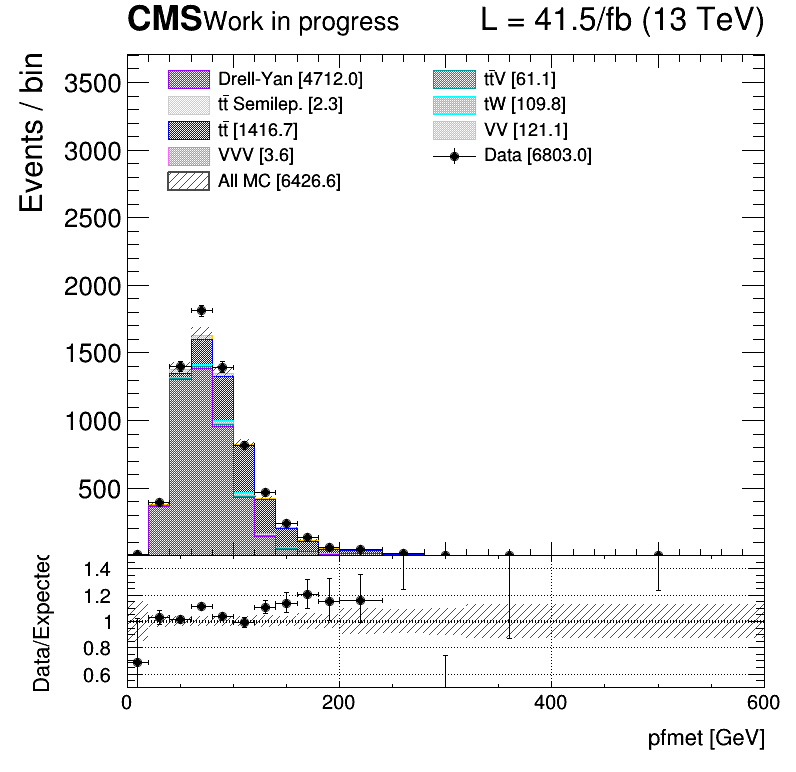 CMS Work in progress L = 41.5/fb (13 TeV)
Events / bin
3500
3000
2500
2000
1500
1000
500
Drell-Yan [4712.0]
tt̄ Semilep. [2.3]
tt̄ [1416.7]
VVV [3.6]
All MC [6426.6]
tt̄V [61.1]
tW [109.8]
VV [121.1]
Data [6803.0]
Data/Expected
1.4
1.2
1
0.8
0.6
0 200 400 600
pfmet [GeV]